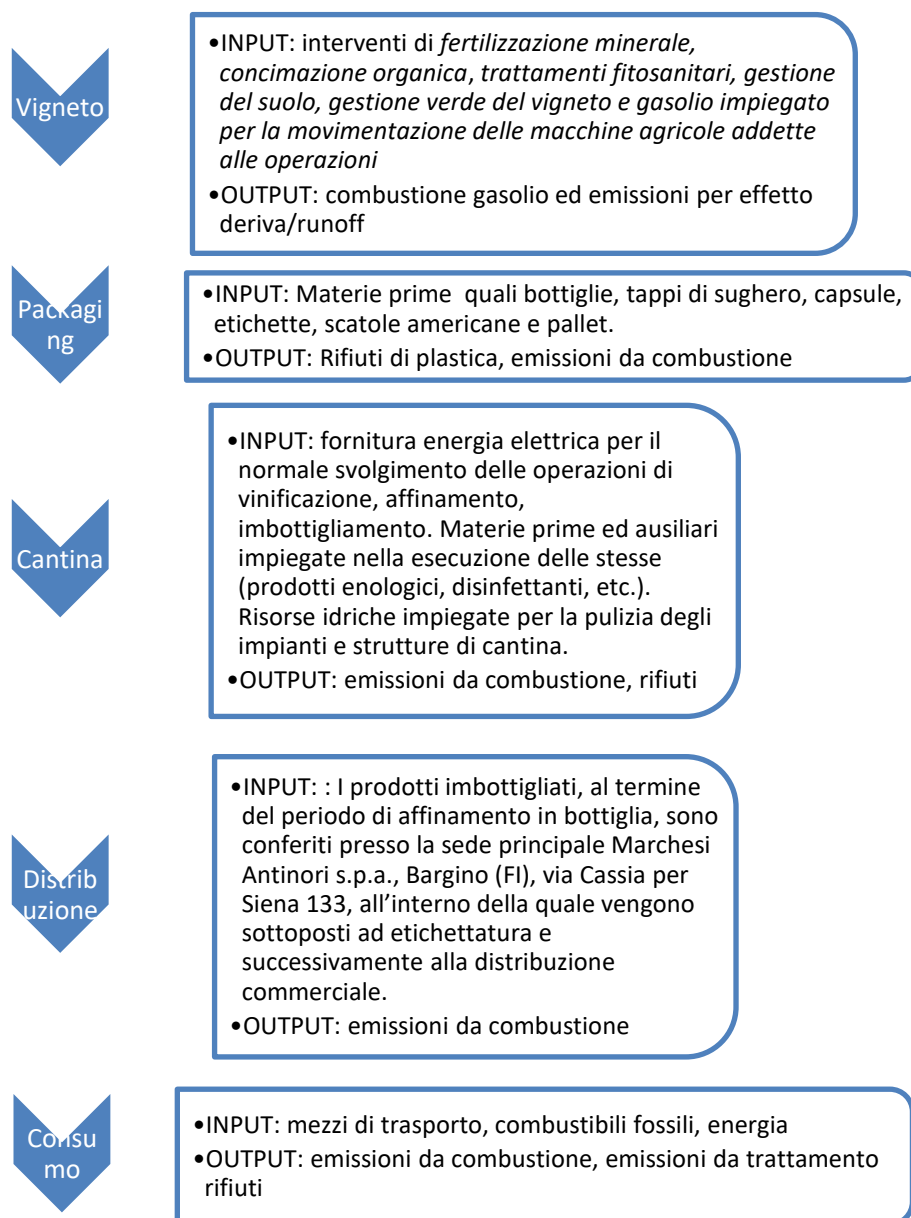 Vigneto
•INPUT: interventi di fertilizzazione minerale,
concimazione organica, trattamenti fitosanitari, gestione
del suolo, gestione verde del vigneto e gasolio impiegato
per la movimentazione delle macchine agricole addette
alle operazioni
•OUTPUT: combustione gasolio ed emissioni per effetto
deriva/runoff
Packagi
ng
•INPUT: Materie prime quali bottiglie, tappi di sughero, capsule,
etichette, scatole americane e pallet.
•OUTPUT: Rifiuti di plastica, emissioni da combustione
Cantina
•INPUT: fornitura energia elettrica per il
normale svolgimento delle operazioni di
vinificazione, affinamento,
imbottigliamento. Materie prime ed ausiliari
impiegate nella esecuzione delle stesse
(prodotti enologici, disinfettanti, etc.).
Risorse idriche impiegate per la pulizia degli
impianti e strutture di cantina.
•OUTPUT: emissioni da combustione, rifiuti
Distrib
uzione
•INPUT: : I prodotti imbottigliati, al termine
del periodo di affinamento in bottiglia, sono
conferiti presso la sede principale Marchesi
Antinori s.p.a., Bargino (FI), via Cassia per
Siena 133, all'interno della quale vengono
sottoposti ad etichettatura e
successivamente alla distribuzione
commerciale.
•OUTPUT: emissioni da combustione
Consu
mo
•INPUT: mezzi di trasporto, combustibili fossili, energia
•OUTPUT: emissioni da combustione, emissioni da trattamento
rifiuti